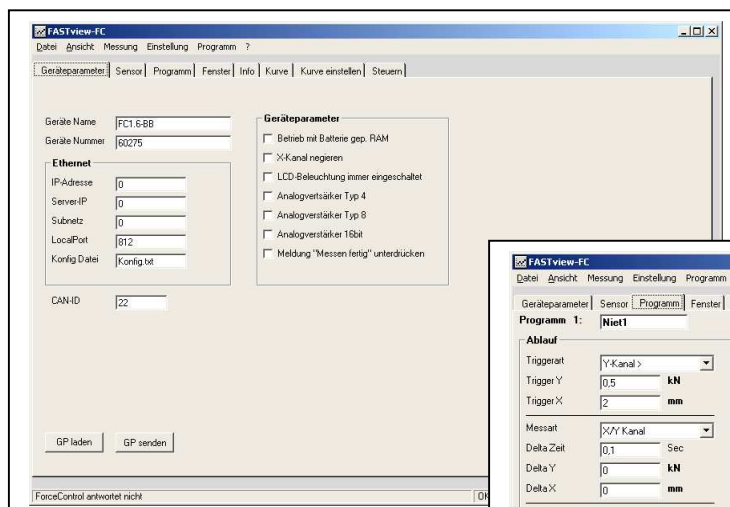 FASTview-FC
Datei Ansicht Messung Einstellung Programm ?
Geräteparameter Sensor Programm Fenster Info Kurve Kurve einstellen Steuern
Geräte Name FC1.6-BB
Geräte Nummer 60275
Ethernet
IP-Adresse 0
Server-IP 0
Subnetz 0
LocalPort 812
Konfig Datei Konfig.txt
CAN-ID 22
Geräteparameter
Betrieb mit Batterie gep. RAM
X-Kanal negieren
LCD-Beleuchtung immer eingeschaltet
Analogvertsärker Typ 4
Analogverstärker Typ 8
Analogverstärker 16bit
Meldung "Messen fertig" unterdrücken
GP laden GP senden
ForceControl antwortet nicht
OK
FASTview-FC
Datei Ansicht Messung Einstellung Programm
Geräteparameter Sensor Programm Fenster
Programm 1: Niet1
Ablauf
Triggerart Y-Kanal >
Trigger Y 0,5 kN
Trigger X 2 mm
Messart X/Y Kanal
Delta Zeit 0,1 Sec
Delta Y 0 kN
Delta X 0 mm